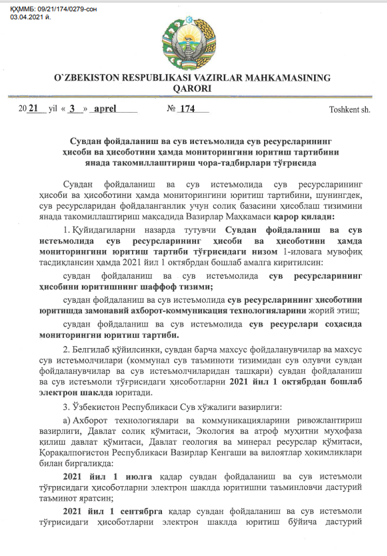 ҚҲММБ: 09/21/174/0279-сон
03.04.2021 й.
O`ZBEKISTON RESPUBLIKASI VAZIRLAR MAHKAMASINING
QARORI
20 21 yil « 3 » aprel № 174 Toshkent sh.
Сувдан фойдаланиш ва сув истеъмолида сув ресурсларининг
ҳисоби ва ҳисоботини ҳамда мониторингини юритиш тартибини
янада такомиллаштириш чора-тадбирлари тўғрисида
Сувдан фойдаланиш ва сув истеъмолида сув ресурсларининг
ҳисоби ва ҳисоботини ҳамда мониторингини юритиш тартибини, шунингдек,
сув ресурсларидан фойдаланганлик учун солиқ базасини ҳисоблаш тизимини
янада такомиллаштириш мақсадида Вазирлар Маҳкамаси қарор қилади:
1. Қуйидагиларни назарда тутувчи Сувдан фойдаланиш ва сув
истеъмолида сув ресурсларининг ҳисоби ва ҳисоботини ҳамда
мониторингини юритиш тартиби тўғрисидаги низом 1-иловага мувофиқ
тасдиқлансин ҳамда 2021 йил 1 октябрдан бошлаб амалга киритилсин:
сувдан фойдаланиш ва сув истеъмолида сув ресурсларининг
ҳисобини юритишнинг шаффоф тизими;
сувдан фойдаланиш ва сув истеъмолида сув ресурсларининг ҳисоботини
юритишда замонавий ахборот-коммуникация технологияларини жорий этиш;
сувдан фойдаланиш ва сув истеъмолида сув ресурслари соҳасида
мониторингни юритиш тартиби.
2. Белгилаб қўйилсинки, сувдан барча махсус фойдаланувчилар ва махсус
сув истеъмолчилари (коммунал сув таъминоти тизимидан сув олувчи сувдан
фойдаланувчилар ва сув истеъмолчиларидан ташқари) сувдан фойдаланиш
ва сув истеъмоли тўғрисидаги ҳисоботларни 2021 йил 1 октябрдан бошлаб
электрон шаклда юритади.
3. Ўзбекистон Республикаси Сув хўжалиги вазирлиги:
а) Ахборот технологиялари ва коммуникацияларини ривожлантириш
вазирлиги, Давлат солиқ қўмитаси, Экология ва атроф муҳитни муҳофаза
қилиш давлат қўмитаси, Давлат геология ва минерал ресурслар қўмитаси,
Қорақалпоғистон Республикаси Вазирлар Кенгаши ва вилоятлар ҳокимликлари
билан биргаликда:
2021 йил 1 июлга қадар сувдан фойдаланиш ва сув истеъмоли
тўғрисидаги ҳисоботларни электрон шаклда юритишни таъминловчи дастурий
таъминот яратсин;
2021 йил 1 сентябрга қадар сувдан фойдаланиш ва сув истеъмоли
тўғрисидаги ҳисоботларни электрон шаклда юритиш бўйича дастурий